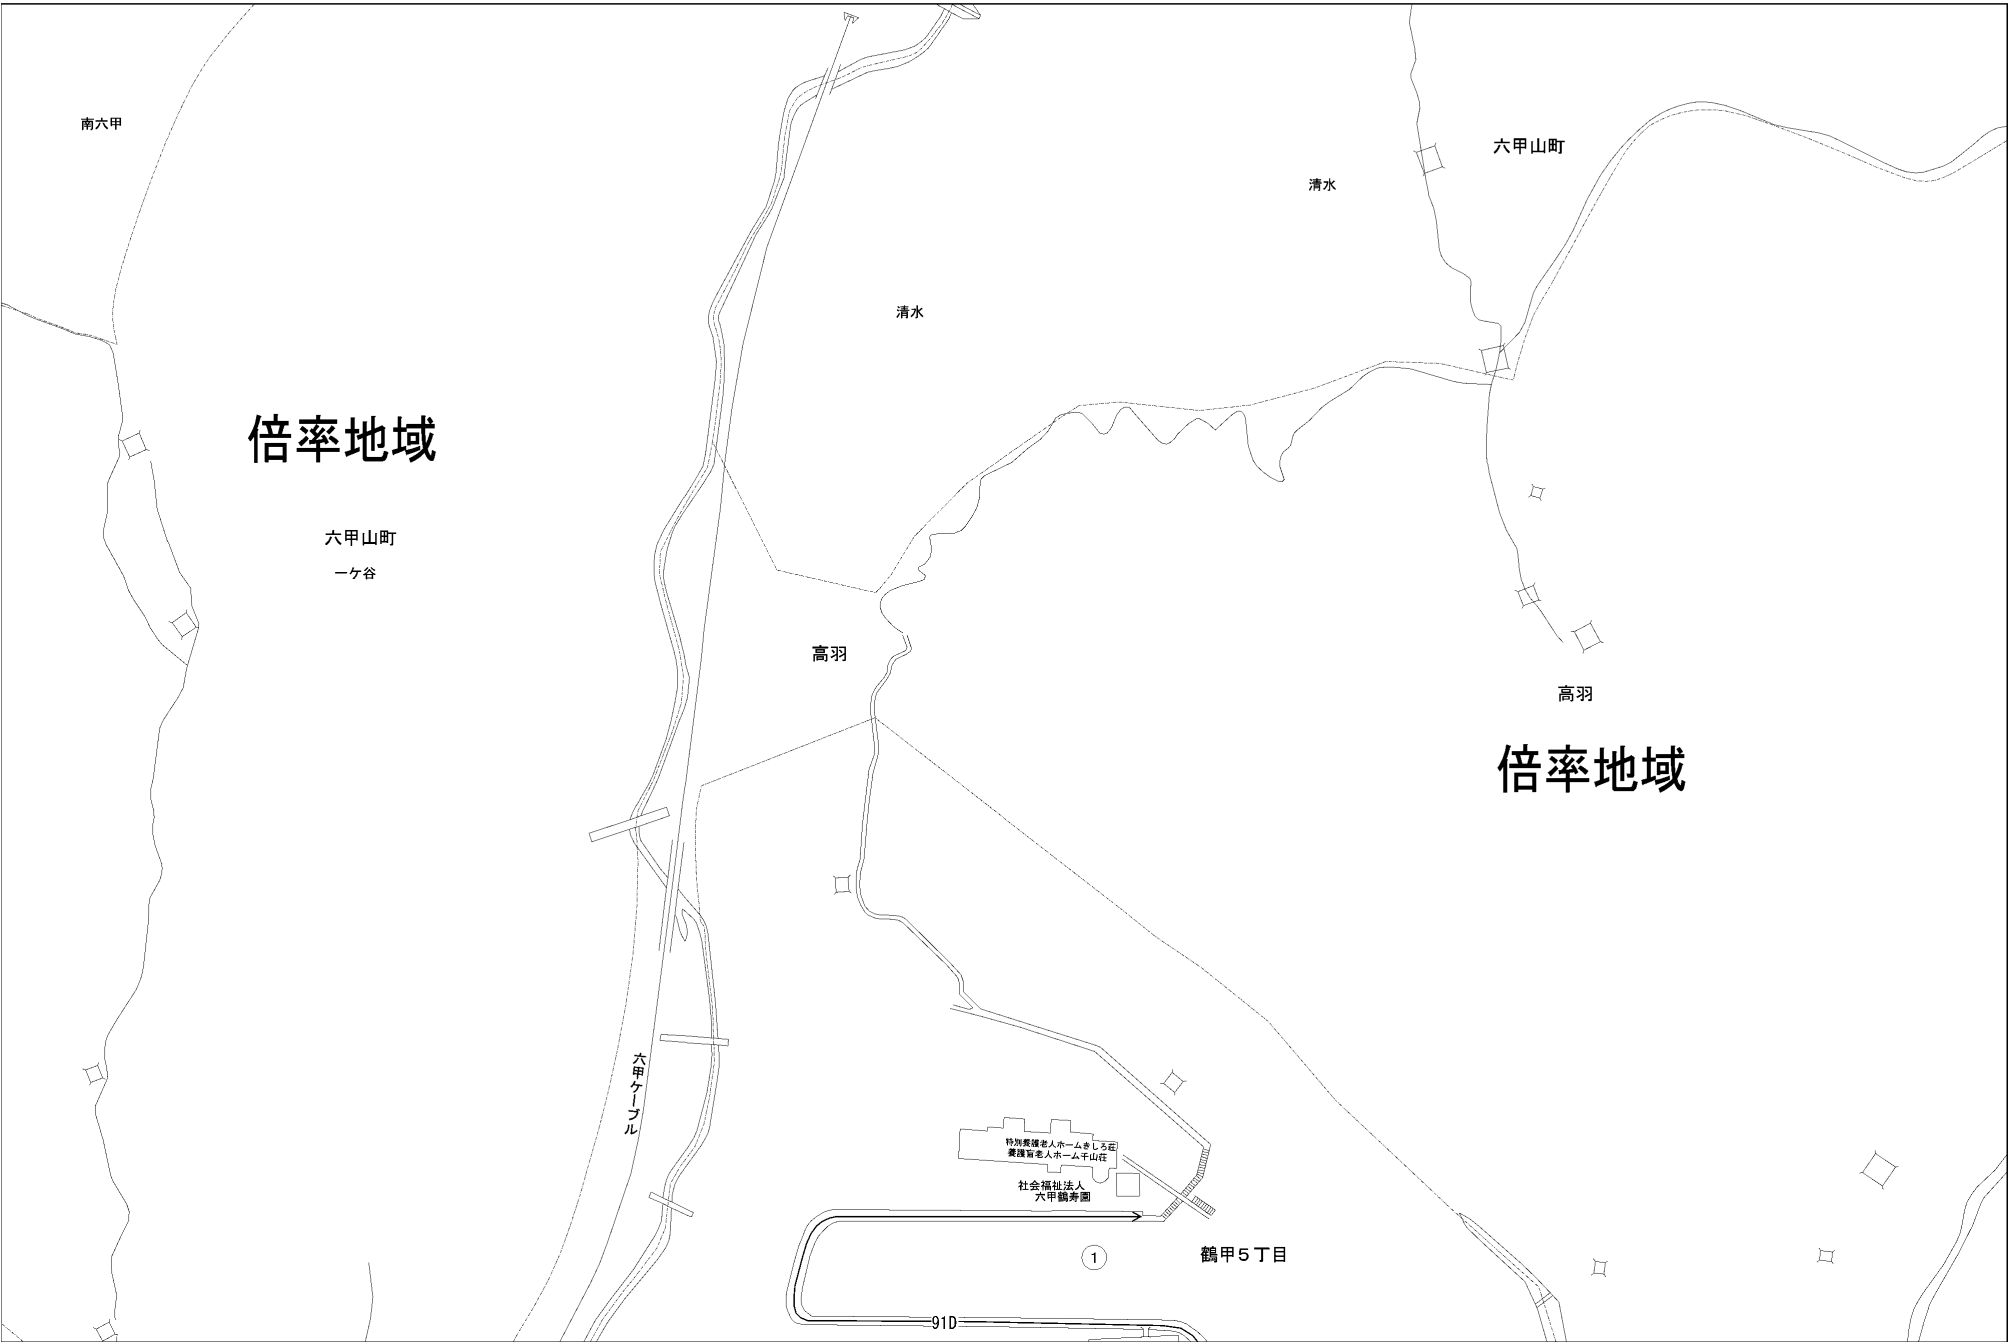 南六甲
六甲山町
清水
清水
倍率地域
六甲山町
一ケ谷
高羽
高羽
倍率地域
六甲ケーブル
特別養護老人ホームきしろ荘
養護盲老人ホーム千山荘
社会福祉法人
六甲鶴寿園
鶴甲5丁目
1
91D